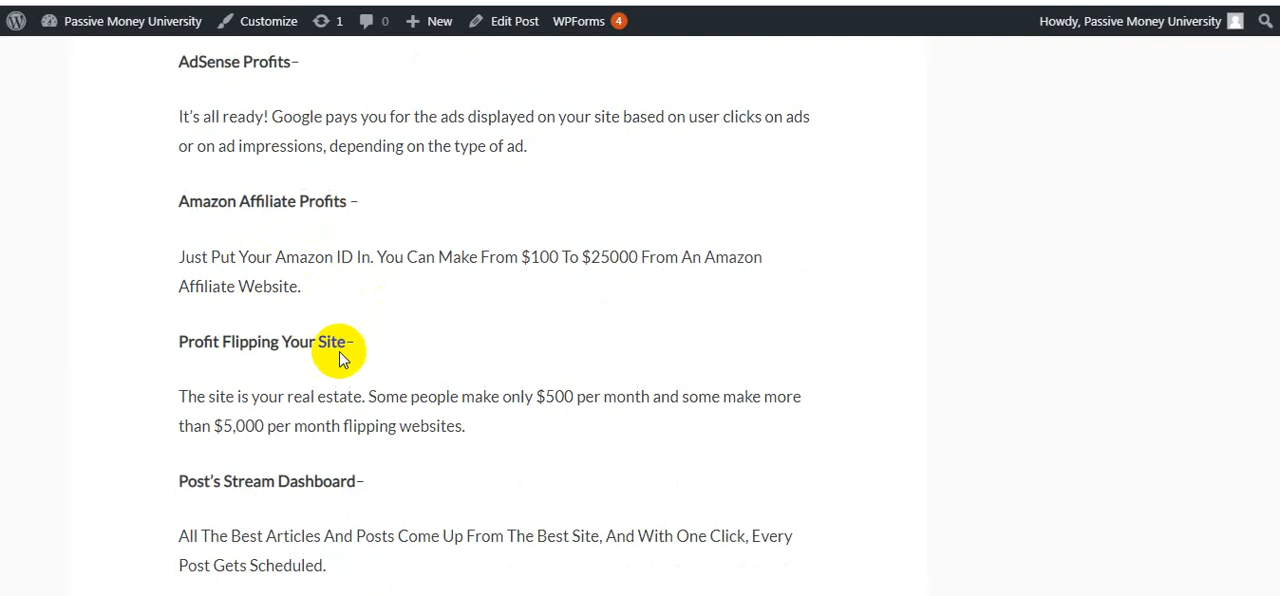 Passive Money University Customize 1 0 New Edit Post WPForms 4 Howdy, Passive Money University
AdSense Profits–
It's all ready! Google pays you for the ads displayed on your site based on user clicks on ads
or on ad impressions, depending on the type of ad.
Amazon Affiliate Profits –
Just Put Your Amazon ID In. You Can Make From $100 To $25000 From An Amazon
Affiliate Website.
Profit Flipping Your Site–
The site is your real estate. Some people make only $500 per month and some make more
than $5,000 per month flipping websites.
Post's Stream Dashboard–
All The Best Articles And Posts Come Up From The Best Site, And With One Click, Every
Post Gets Scheduled.